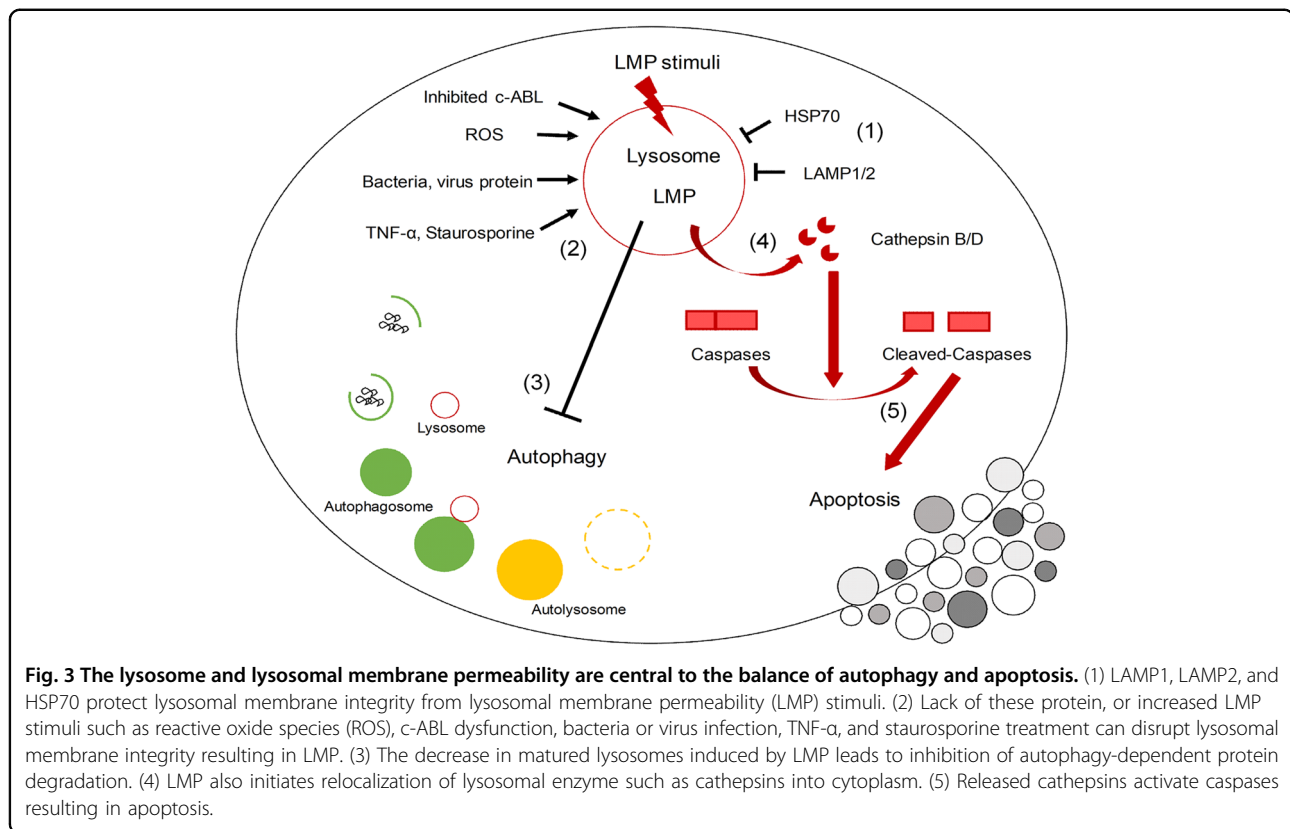 LMP stimuli
Inhibited c-ABL
ROS
Bacteria, virus protein
TNF-α, Staurosporine
(2)
Lysosome
LMP
HSP70
(1)
LAMP1/2
(4)
Cathepsin B/D
Caspases
Cleaved-Caspases
(5)
(3)
Lysosome
Autophagy
Autophagosome
Autolysosome
Apoptosis
Fig. 3 The lysosome and lysosomal membrane permeability are central to the balance of autophagy and apoptosis. (1) LAMP1, LAMP2, and
HSP70 protect lysosomal membrane integrity from lysosomal membrane permeability (LMP) stimuli. (2) Lack of these protein, or increased LMP
stimuli such as reactive oxide species (ROS), c-ABL dysfunction, bacteria or virus infection, TNF-α, and staurosporine treatment can disrupt lysosomal
membrane integrity resulting in LMP. (3) The decrease in matured lysosomes induced by LMP leads to inhibition of autophagy-dependent protein
degradation. (4) LMP also initiates relocalization of lysosomal enzyme such as cathepsins into cytoplasm. (5) Released cathepsins activate caspases
resulting in apoptosis.